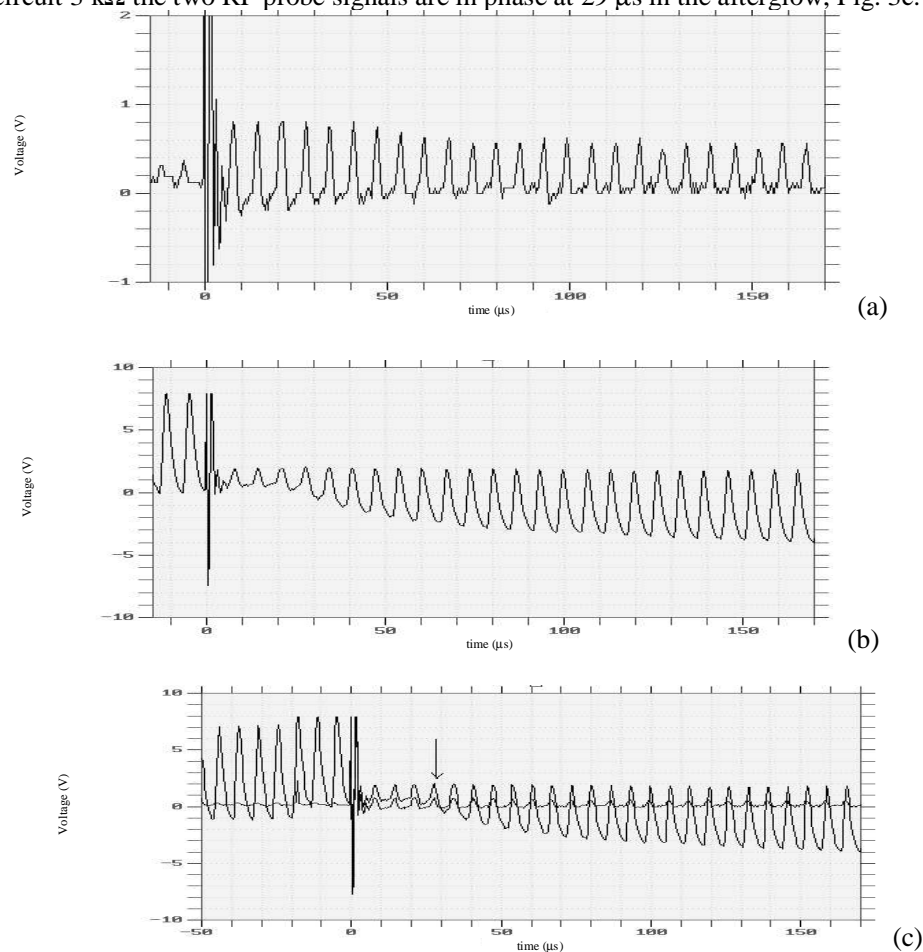 circuit 3 kΩ the two RF probe signals are in phase at 29 μs in the afterglow, Fig. 3c.
2
1
0
−1
Voltage (V)
0 50 100 150
time (μs)
(a)
10
5
0
−5
−10
Voltage (V)
0 50 100 150
time (μs)
(b)
10
5
0
−5
−10
Voltage (V)
−50 0 50 100 150
time (μs)
(c)